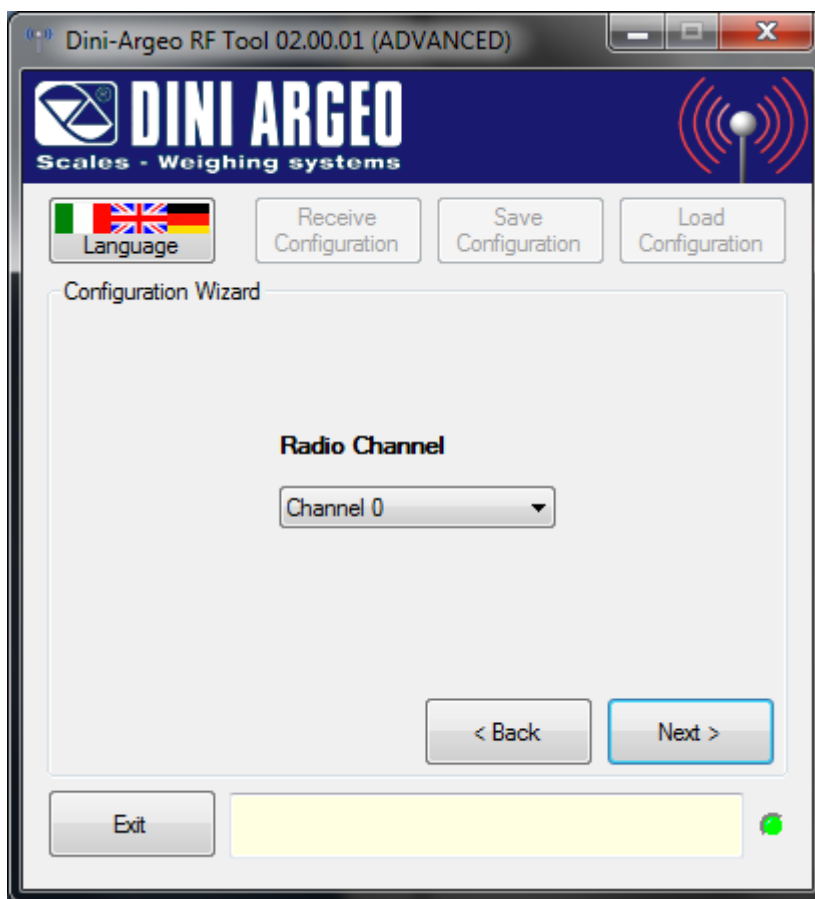 Dini-Argeo RF Tool 02.00.01 (ADVANCED)
DINI ARGEO
Scales - Weighing systems
Language
Receive
Configuration
Save
Configuration
Load
Configuration
Configuration Wizard
Radio Channel
Channel 0
< Back
Next >
Exit